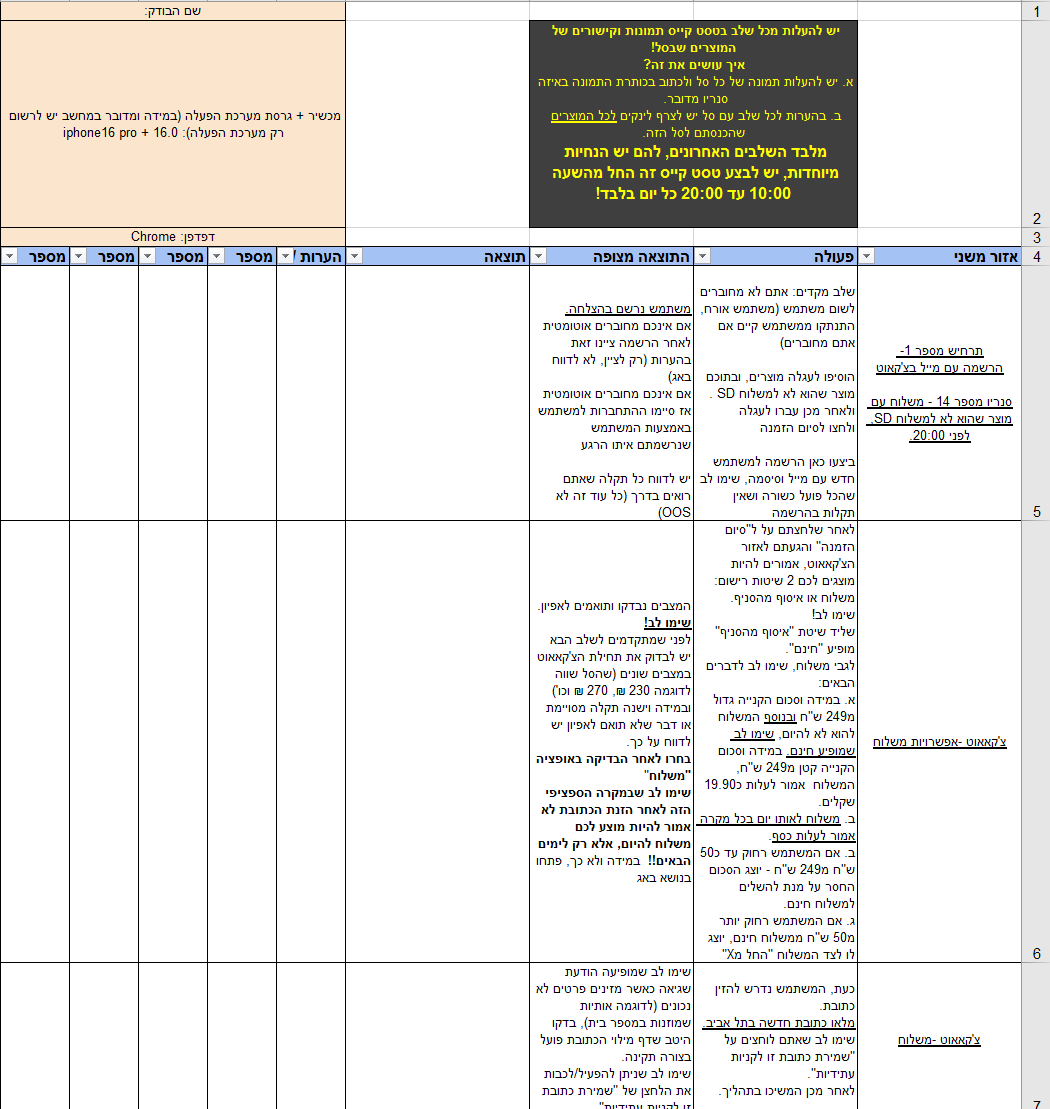 1
שם הבודק:
יש להעלות מכל שלב בטסט קייס תמונות וקישורים של
המוצרים שבסל!
איך עושים את זה?
א. יש להעלות תמונה של כל סל ולכתוב בכותרת התמונה באיזה
סנריו מדובר.
ב. בהערות לכל שלב עם סל יש לצרף לינקים לכל המוצרים
שהכנסתם לסל הזה.
מלבד השלבים האחרונים, להם יש הנחיות
מיוחדות, יש לבצע טסט קייס זה החל מהשעה
10:00 עד 20:00 כל יום בלבד!
מכשיר + גרסת מערכת הפעלה (במידה ומדובר במחשב יש לרשום
רק מערכת הפעלה): iphone16 pro + 16.0
2
3
דפדפן: Chrome
4
אזור משני
פעולה
התוצאה מצופה
תוצאה
הערות /
מספר
מספר
מספר
מספר
תרחיש מספר 1-
הרשמה עם מייל בצ'קאוט
סנריו מספר 14 - משלוח עם
מוצר שהוא לא למשלוח SD,
לפני 20:00.
שלב מקדים: אתם לא מחוברים
לשום משתמש (משתמש אורח,
התנתקו ממשתמש קיים אם
אתם מחוברים)
הוסיפו לעגלה מוצרים, ובתוכם
מוצר שהוא לא למשלוח SD .
ולאחר מכן עברו לעגלה
ולחצו לסיום הזמנה
ביצעו כאן הרשמה למשתמש
חדש עם מייל וסיסמה, שימו לב
שהכל פועל כשורה ושאין
תקלות בהרשמה
משתמש נרשם בהצלחה.
אם אינכם מחוברים אוטומטית
לאחר הרשמה ציינו זאת
בהערות (רק לציין, לא לדווח
באג)
אם אינכם מחוברים אוטומטית
אז סיימו ההתחברות למשתמש
באמצעות המשתמש
שנרשמתם איתו הרגע
יש לדווח כל תקלה שאתם
רואים בדרך (כל עוד זה לא
OOS)
5
צ'קאאוט -אפשרויות משלוח
לאחר שלחצתם על ל"סיום
הזמנה" והגעתם לאזור
הצ'קאאוט, אמורים להיות
מוצגים לכם 2 שיטות רישום:
משלוח או איסוף מהסניף.
שימו לב!
שליד שיטת "איסוף מהסניף"
מופיע "חינם".
לגבי משלוח, שימו לב לדברים
הבאים:
א. במידה וסכום הקנייה גדול
מ249 ש"ח ובנוסף המשלוח
להוא לא להיום, שימו לב
שמופיע חינם. במידה וסכום
הקנייה קטן מ249 ש"ח,
המשלוח אמור לעלות כ19.90
שקלים.
ב. משלוח לאותו יום בכל מקרה
אמור לעלות כסף.
ב. אם המשתמש רחוק עד כ50
ש"ח מ249 ש"ח - יוצג הסכום
החסר על מנת להשלים
למשלוח חינם.
ג. אם המשתמש רחוק יותר
מ50 ש"ח ממשלוח חינם, יוצג
לו לצד המשלוח "החל מX"
המצבים נבדקו ותואמים לאפיון.
שימו לב!
לפני שמתקדמים לשלב הבא
יש לבדוק את תחילת הצ'קאאוט
במצבים שונים (שהסל שווה
לדוגמה 230 ₪, 270 ₪ וכו')
ובמידה וישנה תקלה מסויימת
או דבר שלא תואם לאפיון יש
לדווח על כך.
בחרו לאחר הבדיקה באופציה
"משלוח"
שימו לב שבמקרה הספציפי
הזה לאחר הזנת הכתובת לא
אמור להיות מוצע לכם
משלוח להיום, אלא רק לימים
הבאים!! במידה ולא כך, פתחו
בנושא באג
6
צ'קאאוט -משלוח
כעת, המשתמש נדרש להזין
כתובת.
מלאו כתובת חדשה בתל אביב.
שימו לב שאתם לוחצים על
"שמירת כתובת זו לקניות
עתידיות".
לאחר מכן המשיכו בתהליך.
שימו לב שמופיעה הודעת
שגיאה כאשר מזינים פרטים לא
נכונים (לדוגמה אותיות
שמוזנות במספר בית), בדקו
היטב שדף מילוי הכתובת פועל
בצורה תקינה.
שימו לב שניתן להפעיל/לכבות
את הלחצן של "שמירת כתובת
זו לקניות עתידיות"
7